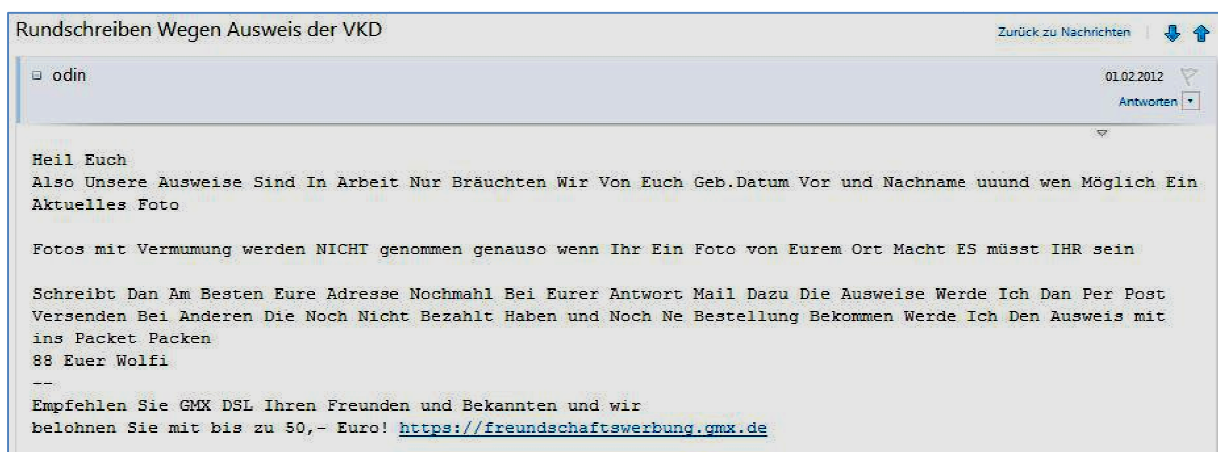 Rundschreiben Wegen Ausweis der VKD
Zurück zu Nachrichten
odin
01.02.2012
Antworten
Heil Euch
Also Unsere Ausweise Sind In Arbeit Nur Bräuchten Wir Von Euch Geb.Datum Vor und Nachname uuund wen Möglich Ein
Aktuelles Foto
Fotos mit Vermumung werden NICHT genommen genauso wenn Ihr Ein Foto von Eurem Ort Macht ES müsst IHR sein
Schreibt Dan Am Besten Eure Adresse Nochmahl Bei Eurer Antwort Mail Dazu Die Ausweise Werde Ich Dan Per Post
Versenden Bei Anderen Die Noch Nicht Bezahlt Haben und Noch Ne Bestellung Bekommen Werde Ich Den Ausweis mit
ins Packet Packen
88 Euer Wolfi
--
Empfehlen Sie GMX DSL Ihren Freunden und Bekannten und wir
belohnen Sie mit bis zu 50,- Euro! https://freundschaftswerbung.gmx.de